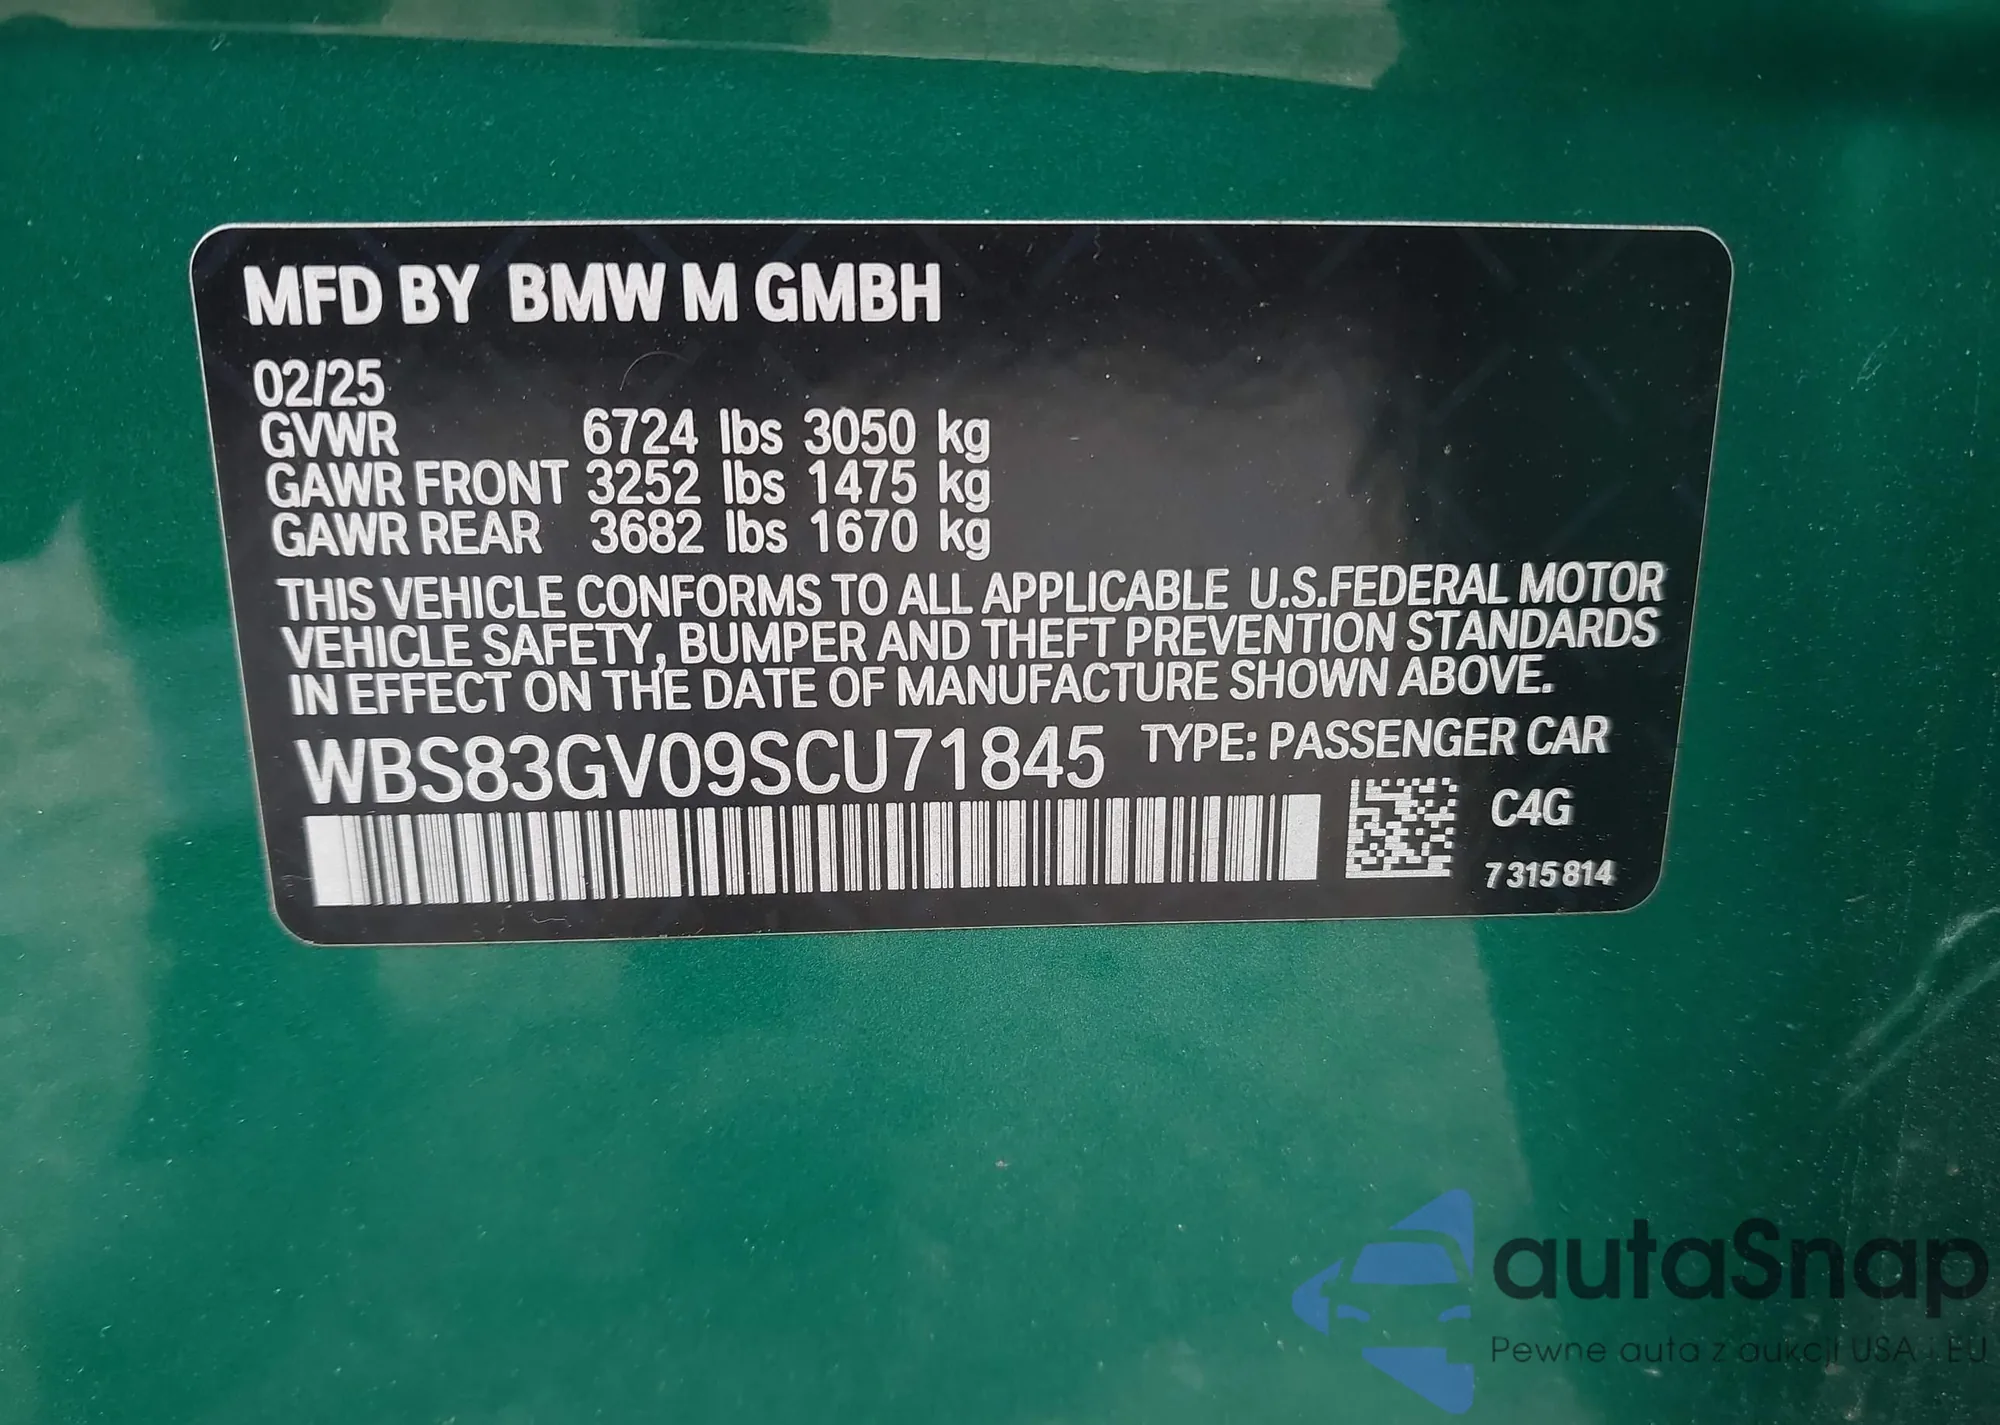 MFD BY BMW M GMBH
02/25
GVWR 6724 lbs 3050 kg
GAWR FRONT 3252 lbs 1475 kg
GAWR REAR 3682 lbs 1670 kg
THIS VEHICLE CONFORMS TO ALL APPLICABLE U.S.FEDERAL MOTOR
VEHICLE SAFETY, BUMPER AND THEFT PREVENTION STANDARDS
IN EFFECT ON THE DATE OF MANUFACTURE SHOWN ABOVE.
WBS83GV09SCU71845 TYPE: PASSENGER CAR
C4G
7 315 814
autaSnap
Pewne auta z aukcji USA i EU